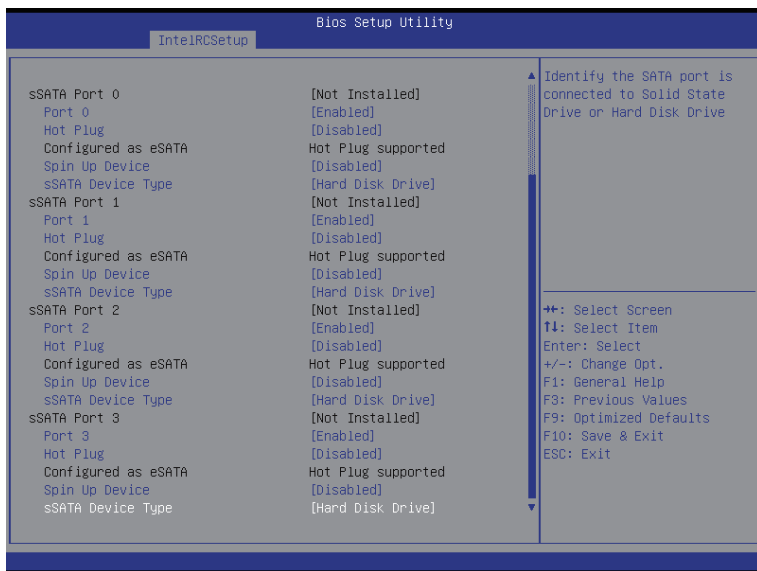 Bios Setup Utility
IntelRCSetup
sSATA Port 0 [Not Installed]
Port 0 [Enabled]
Hot Plug [Disabled]
Configured as eSATA Hot Plug supported
Spin Up Device [Disabled]
sSATA Device Type [Hard Disk Drive]
sSATA Port 1 [Not Installed]
Port 1 [Enabled]
Hot Plug [Disabled]
Configured as eSATA Hot Plug supported
Spin Up Device [Disabled]
sSATA Device Type [Hard Disk Drive]
sSATA Port 2 [Not Installed]
Port 2 [Enabled]
Hot Plug [Disabled]
Configured as eSATA Hot Plug supported
Spin Up Device [Disabled]
sSATA Device Type [Hard Disk Drive]
sSATA Port 3 [Not Installed]
Port 3 [Enabled]
Hot Plug [Disabled]
Configured as eSATA Hot Plug supported
Spin Up Device [Disabled]
sSATA Device Type [Hard Disk Drive]
Identify the SATA port is
connected to Solid State
Drive or Hard Disk Drive
→←: Select Screen
↑↓: Select Item
Enter: Select
+/-: Change Opt.
F1: General Help
F3: Previous Values
F9: Optimized Defaults
F10: Save & Exit
ESC: Exit